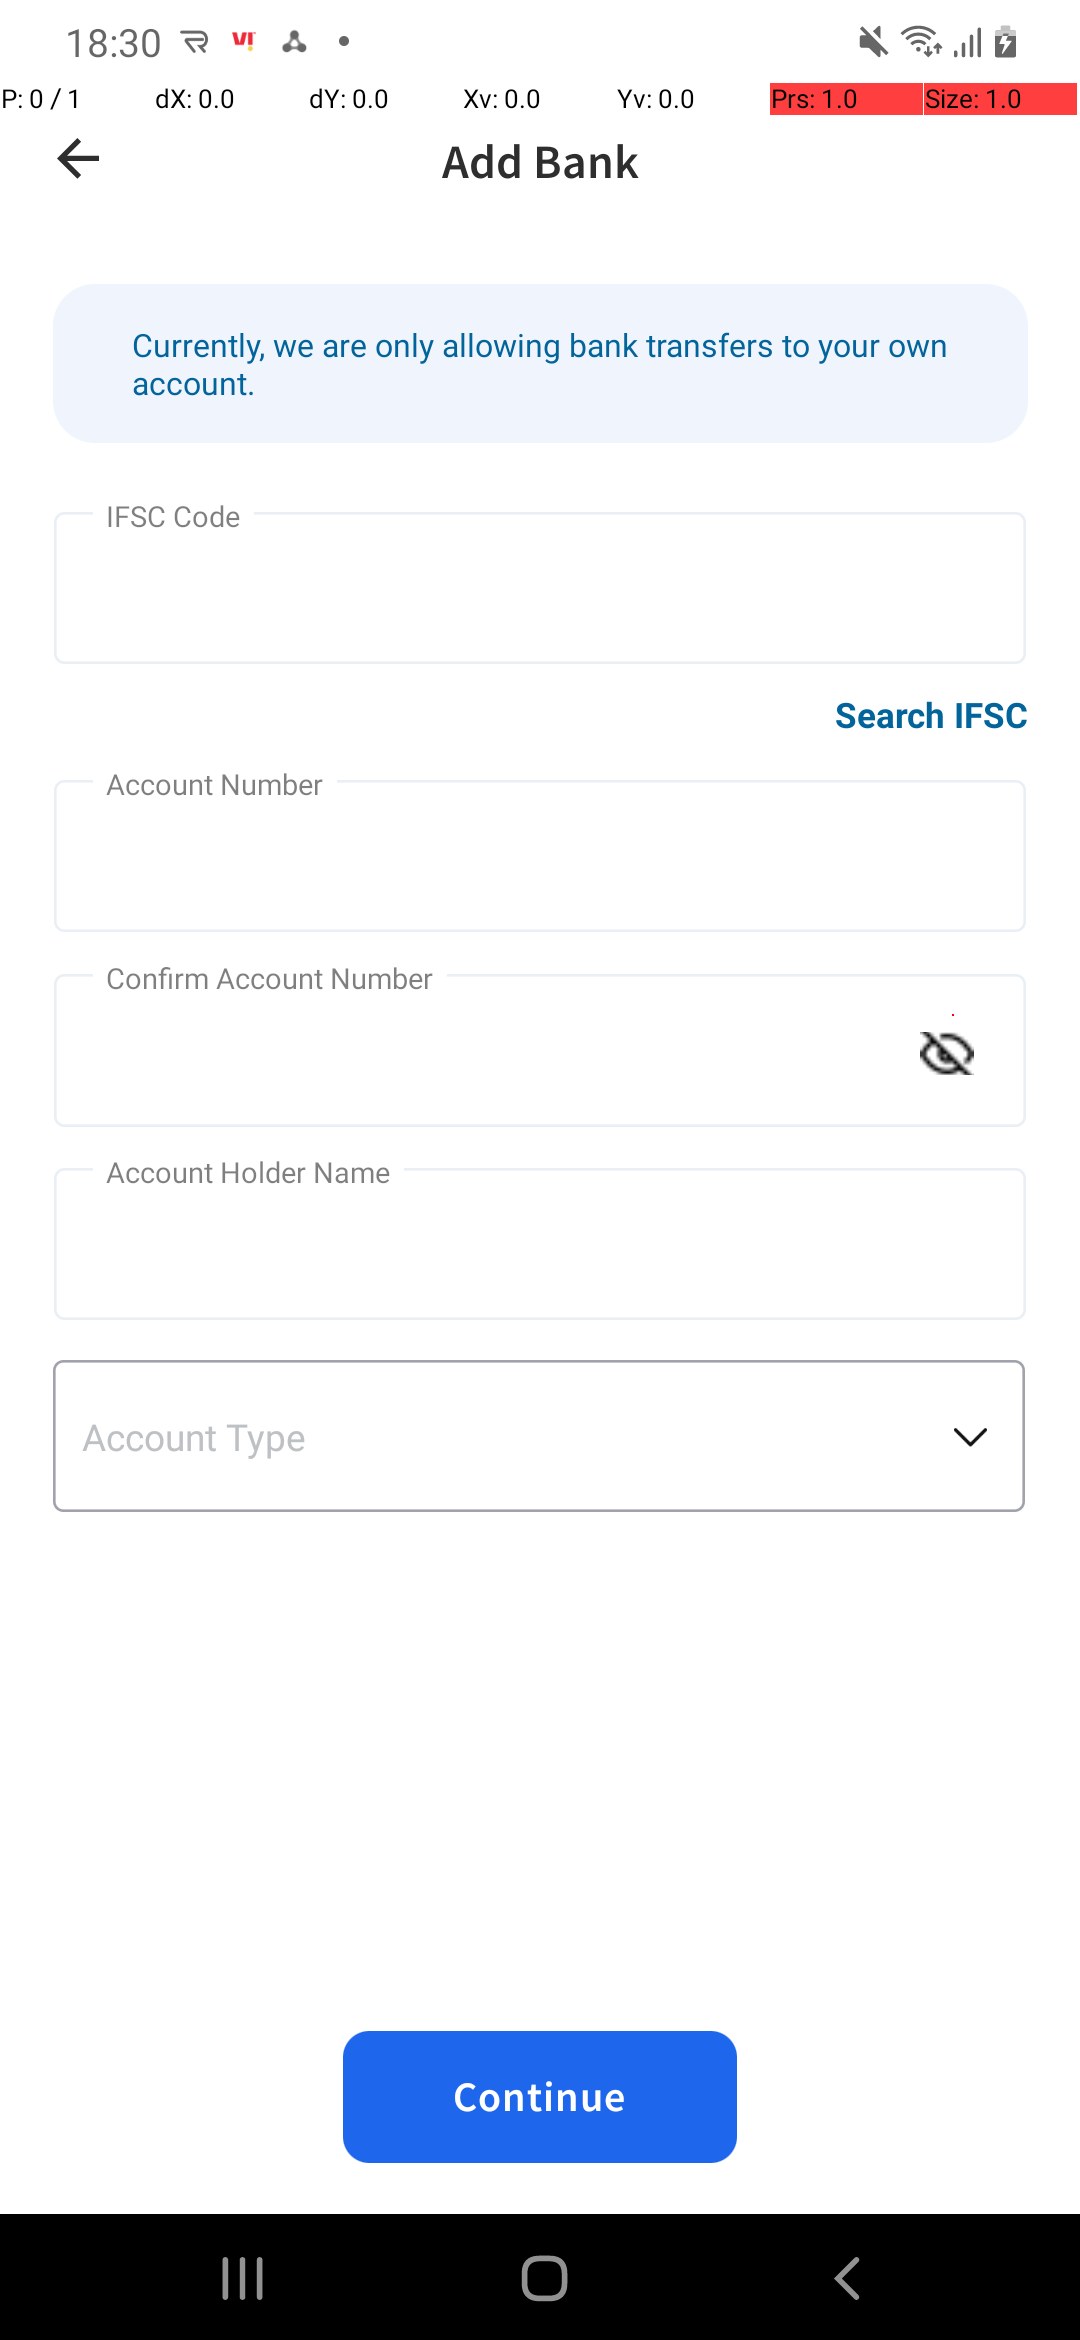 18:30
P: 0 / 1 dX: 0.0 dY: 0.0 Xv: 0.0 Yv: 0.0 Prs: 1.0 Size: 1.0
Add Bank
Currently, we are only allowing bank transfers to your own
account.
IFSC Code
Search IFSC
Account Number
Confirm Account Number
Account Holder Name
Account Type
Continue